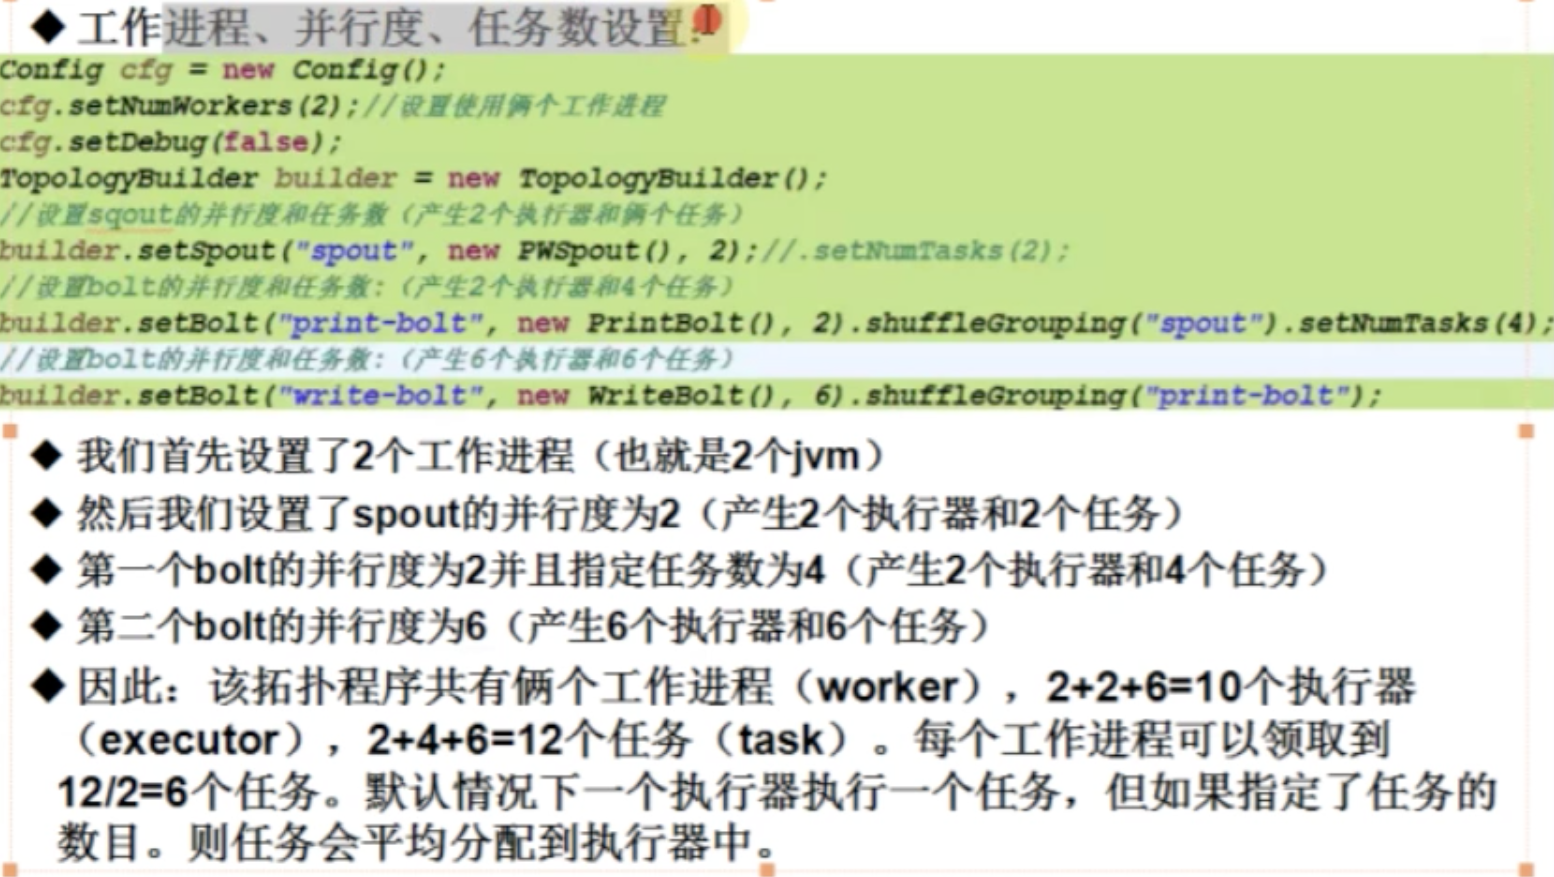 ◆ 工作进程、并行度、任务数设置:
Config cfg = new Config();
cfg.setNumWorkers(2);//设置使用俩个工作进程
cfg.setDebug(false);
TopologyBuilder builder = new TopologyBuilder();
//设置sqout的并行度和任务数（产生2个执行器和俩个任务）
builder.setSpout("spout", new PWSpout(), 2);//.setNumTasks(2);
//设置bolt的并行度和任务数:（产生2个执行器和4个任务）
builder.setBolt("print-bolt", new PrintBolt(), 2).shuffleGrouping("spout").setNumTasks(4);
//设置bolt的并行度和任务数:（产生6个执行器和6个任务）
builder.setBolt("write-bolt", new WriteBolt(), 6).shuffleGrouping("print-bolt");
◆ 我们首先设置了2个工作进程（也就是2个jvm）
◆ 然后我们设置了spout的并行度为2（产生2个执行器和2个任务）
◆ 第一个bolt的并行度为2并且指定任务数为4（产生2个执行器和4个任务）
◆ 第二个bolt的并行度为6（产生6个执行器和6个任务）
◆ 因此：该拓扑程序共有俩个工作进程（worker），2+2+6=10个执行器
（executor），2+4+6=12个任务（task）。每个工作进程可以领取到
12/2=6个任务。默认情况下一个执行器执行一个任务，但如果指定了任务的
数目。则任务会平均分配到执行器中。